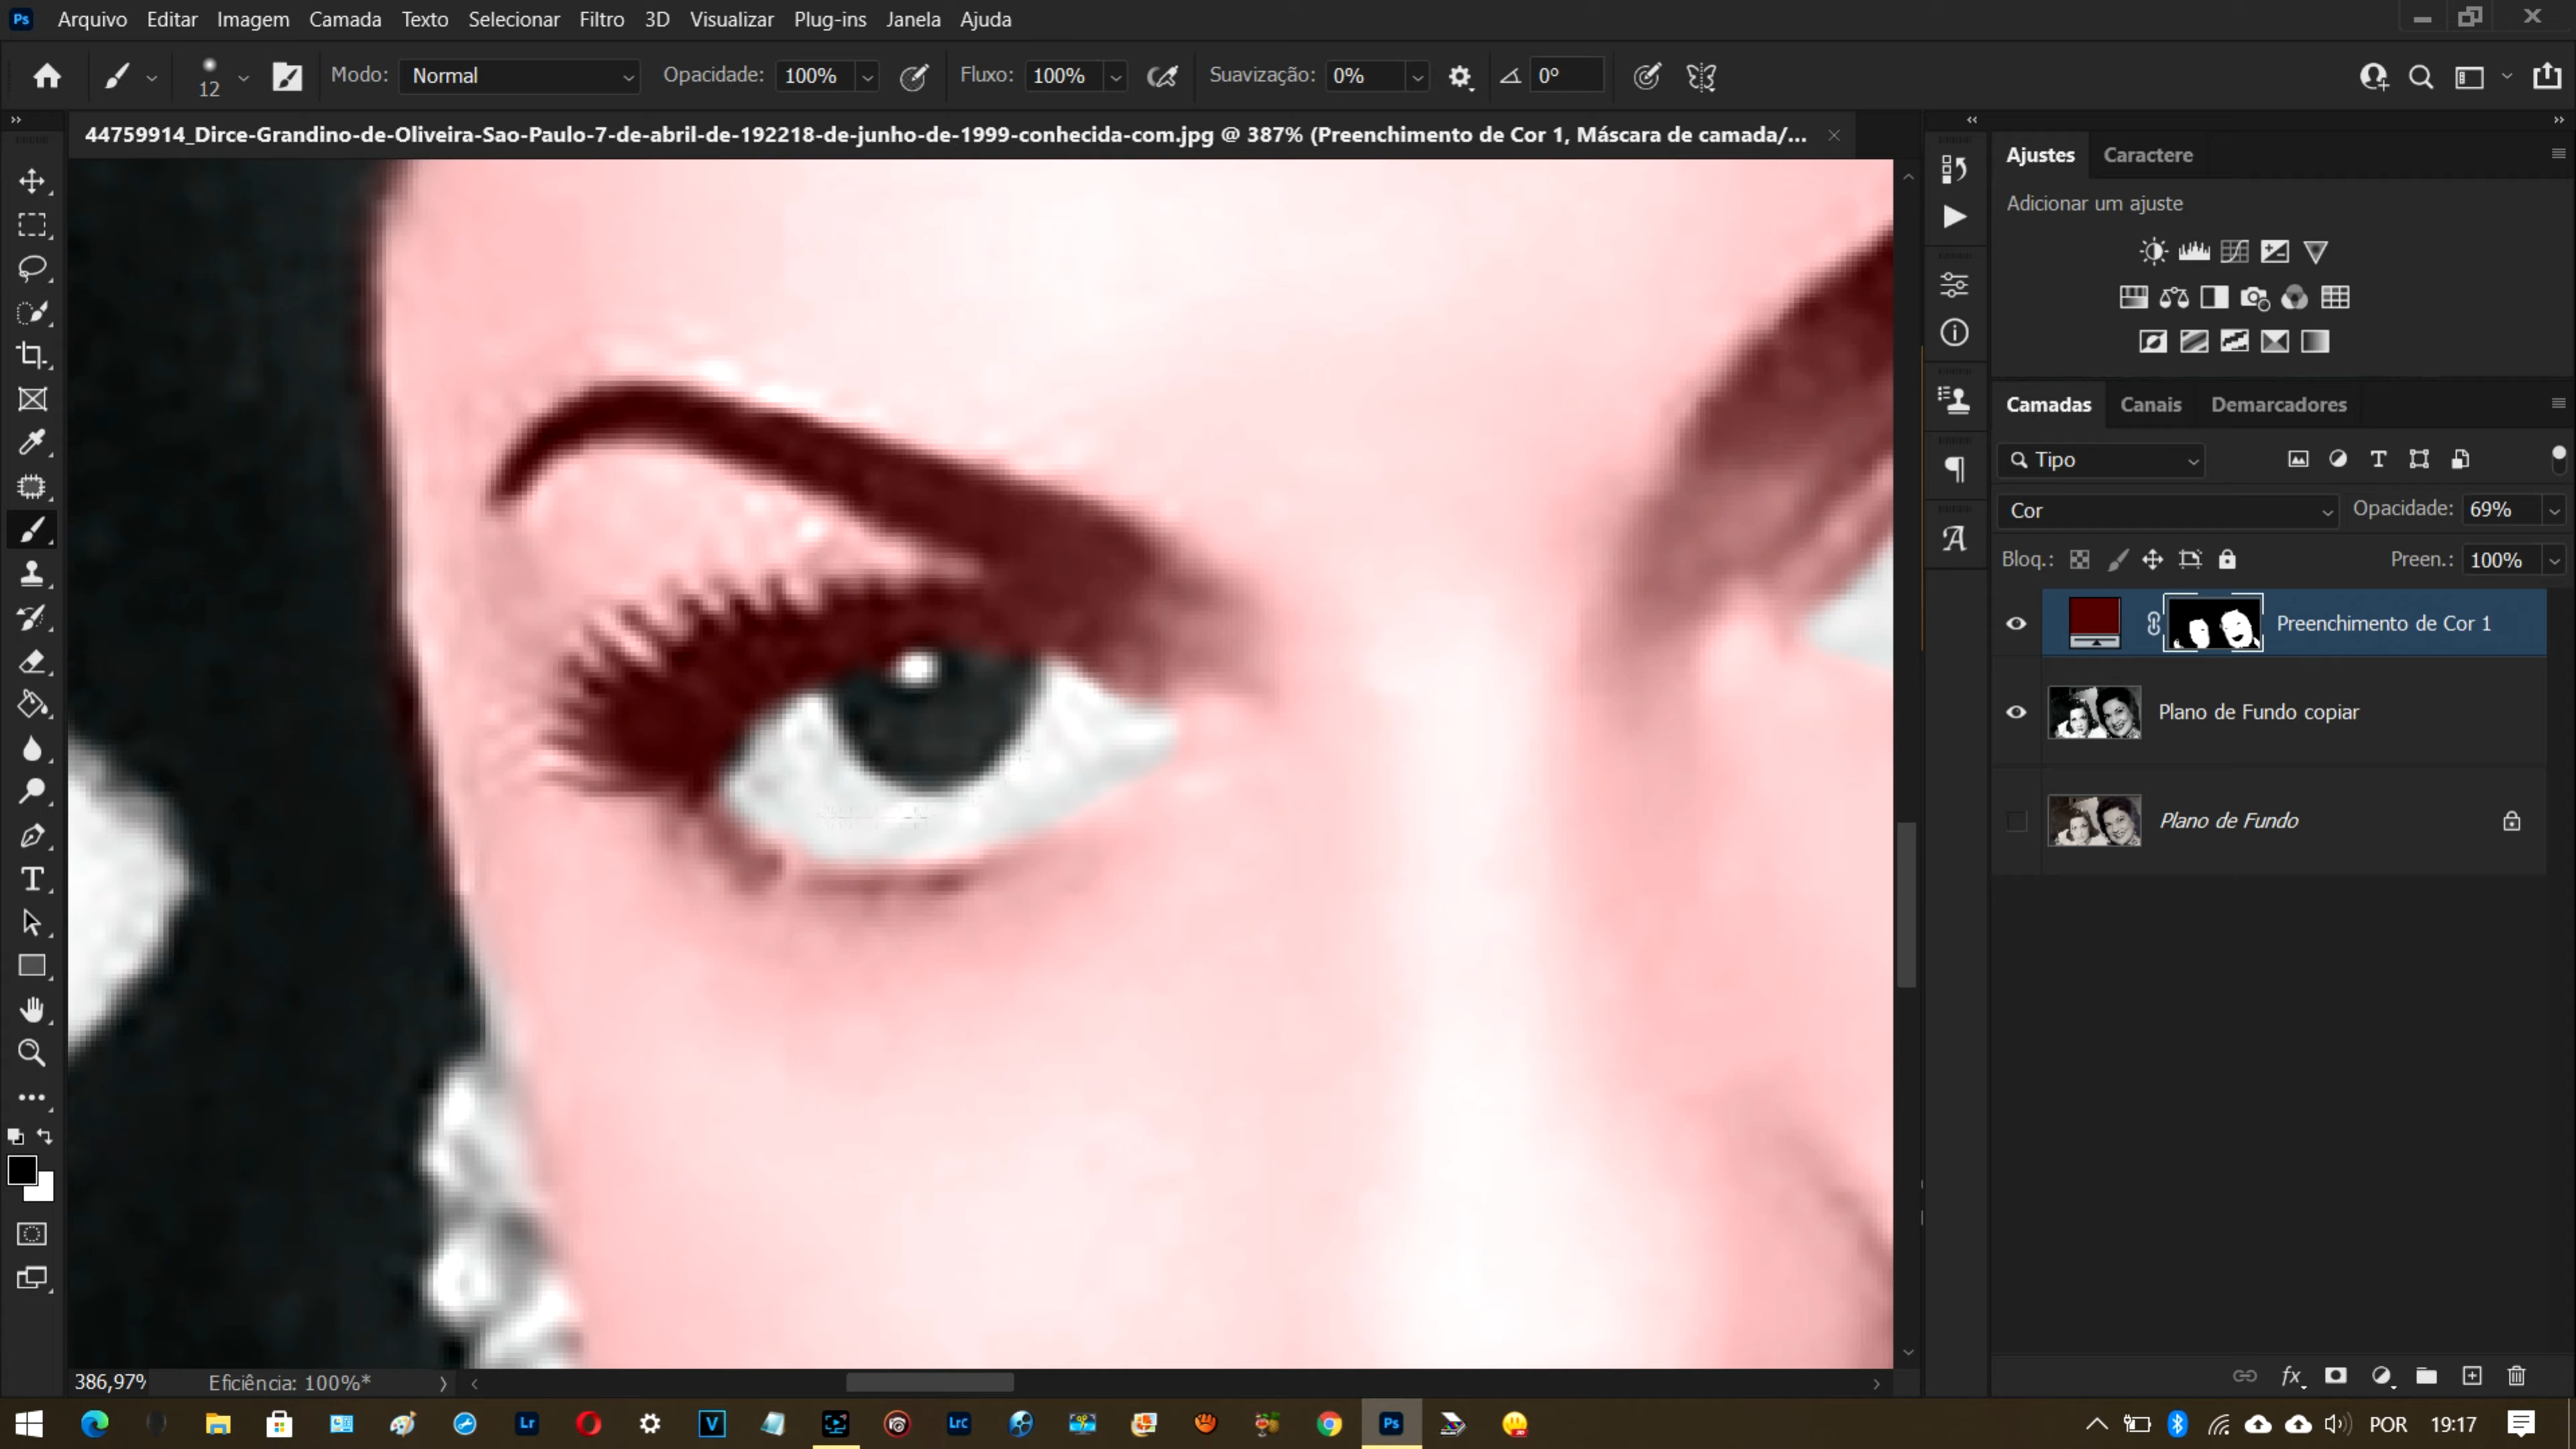 Ps Arquivo Editar Imagem Camada Texto Selecionar Filtro 3D Visualizar Plug-ins Janela Ajuda
12 Modo: Normal Opacidade: 100% Fluxo: 100% Suavização: 0% 0°
44759914_Dirce-Grandino-de-Oliveira-Sao-Paulo-7-de-abril-de-192218-de-junho-de-1999-conhecida-com.jpg @ 387% (Preenchimento de Cor 1, Máscara de camada/...
Ajustes Caractere
Adicionar um ajuste
Camadas Canais Demarcadores
Tipo
Cor Opacidade: 69%
Bloq.: Preen.: 100%
Preenchimento de Cor 1
Plano de Fundo copiar
Plano de Fundo
386,97% Eficiência: 100%*
Lr V LrC Ps POR 19:17